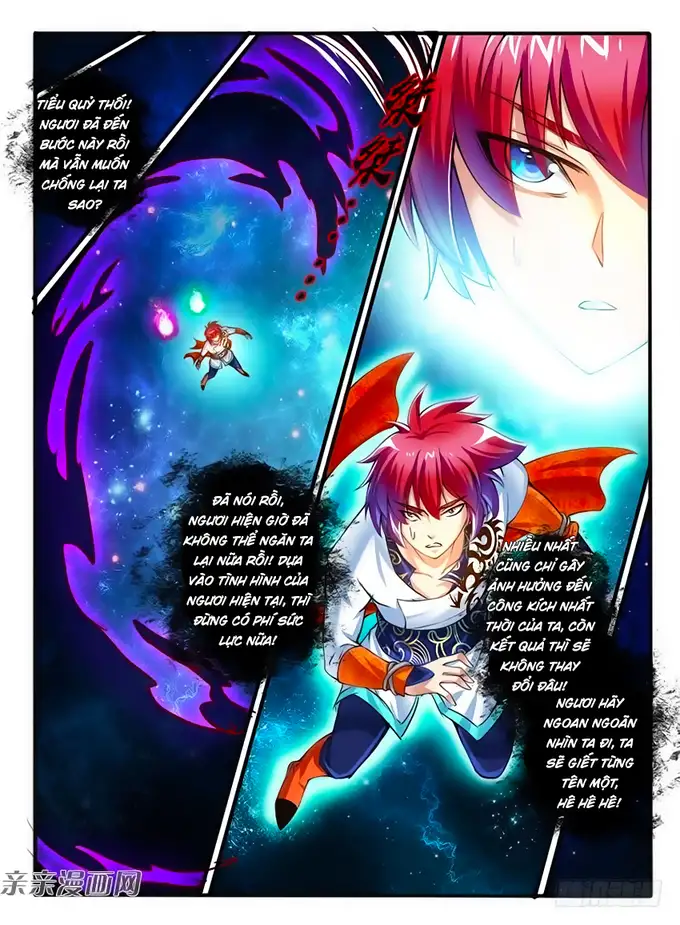 TIỂU QUỶ THỐI!
NGƯƠI ĐÃ ĐẾN
BƯỚC NÀY RỒI
MÀ VẪN MUỐN
CHỐNG LẠI TA
SAO?
ĐÃ NÓI RỒI,
NGƯƠI HIỆN GIỜ ĐÃ
KHÔNG THỂ NGĂN TA
LẠI NỮA RỒI! DỰA
VÀO TÌNH HÌNH CỦA
NGƯƠI HIỆN TẠI, THÌ
ĐỪNG CÓ PHÍ SỨC
LỰC NỮA!
NHIỀU NHẤT
CŨNG CHỈ GÂY
ẢNH HƯỞNG ĐẾN
CÔNG KÍCH NHẤT
THỜI CỦA TA, CÒN
KẾT QUẢ THÌ SẼ
KHÔNG THAY
ĐỔI ĐÂU!
NGƯƠI HÃY
NGOAN NGOÃN
NHÌN TA ĐI, TA
SẼ GIẾT TỪNG
TÊN MỘT,
HÊ HÊ HÊ!
亲亲漫画网